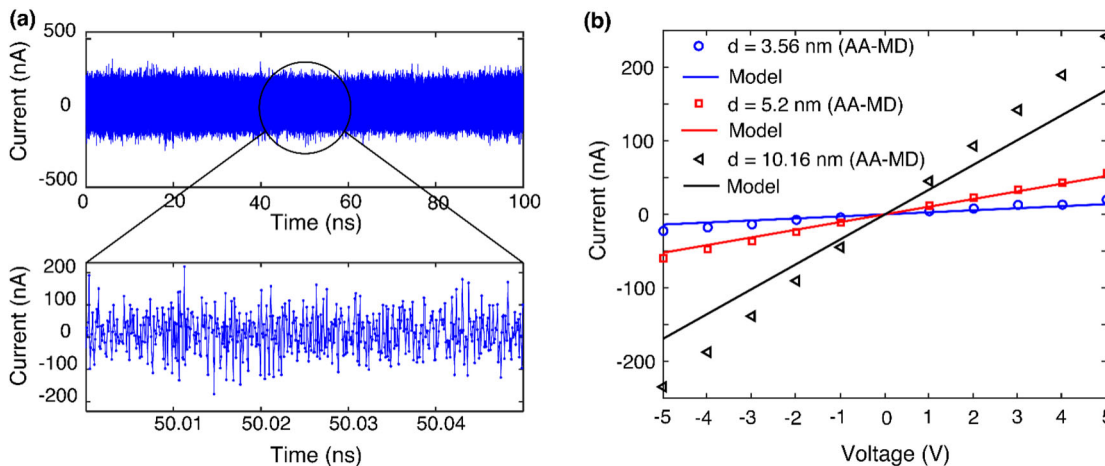 (a)
500
0
-500
Current (nA)
0 20 40 60 80 100
Time (ns)
200
100
0
-100
-200
Current (nA)
50.01 50.02 50.03 50.04
Time (ns)
(b)
d = 3.56 nm (AA-MD)
Model
d = 5.2 nm (AA-MD)
Model
d = 10.16 nm (AA-MD)
Model
200
100
0
-100
-200
Current (nA)
-5 -4 -3 -2 -1 0 1 2 3 4 5
Voltage (V)